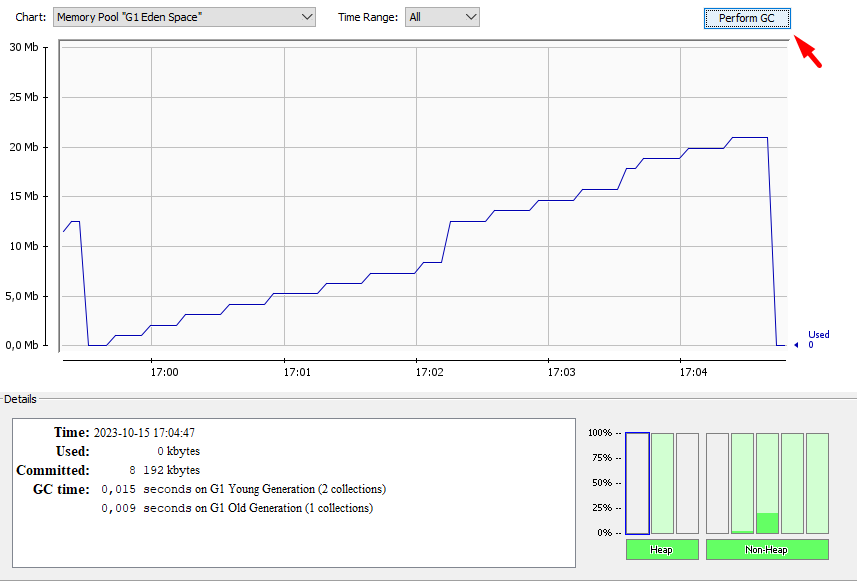 Chart: Memory Pool "G1 Eden Space" Time Range: All Perform GC
30 Mb
25 Mb
20 Mb
15 Mb
10 Mb
5,0 Mb
0,0 Mb
Used
0
17:00 17:01 17:02 17:03 17:04
Details
Time: 2023-10-15 17:04:47
Used: 0 kbytes
Committed: 8 192 kbytes
GC time: 0,015 seconds on G1 Young Generation (2 collections)
0,009 seconds on G1 Old Generation (1 collections)
100% --
75% --
50% --
25% --
0% --
Heap Non-Heap